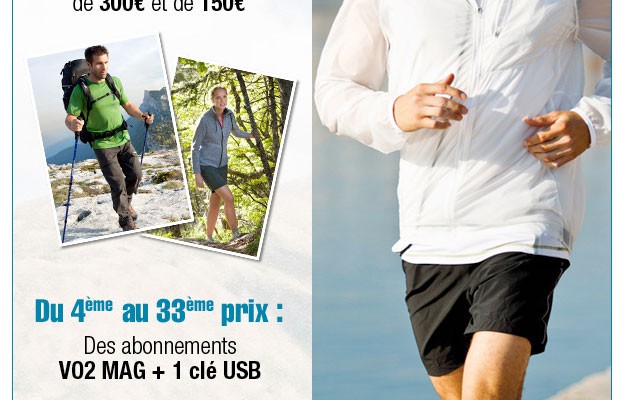 de 300€ et de 150€
Du 4ème au 33ème prix :
Des abonnements
VO2 MAG + 1 clé USB